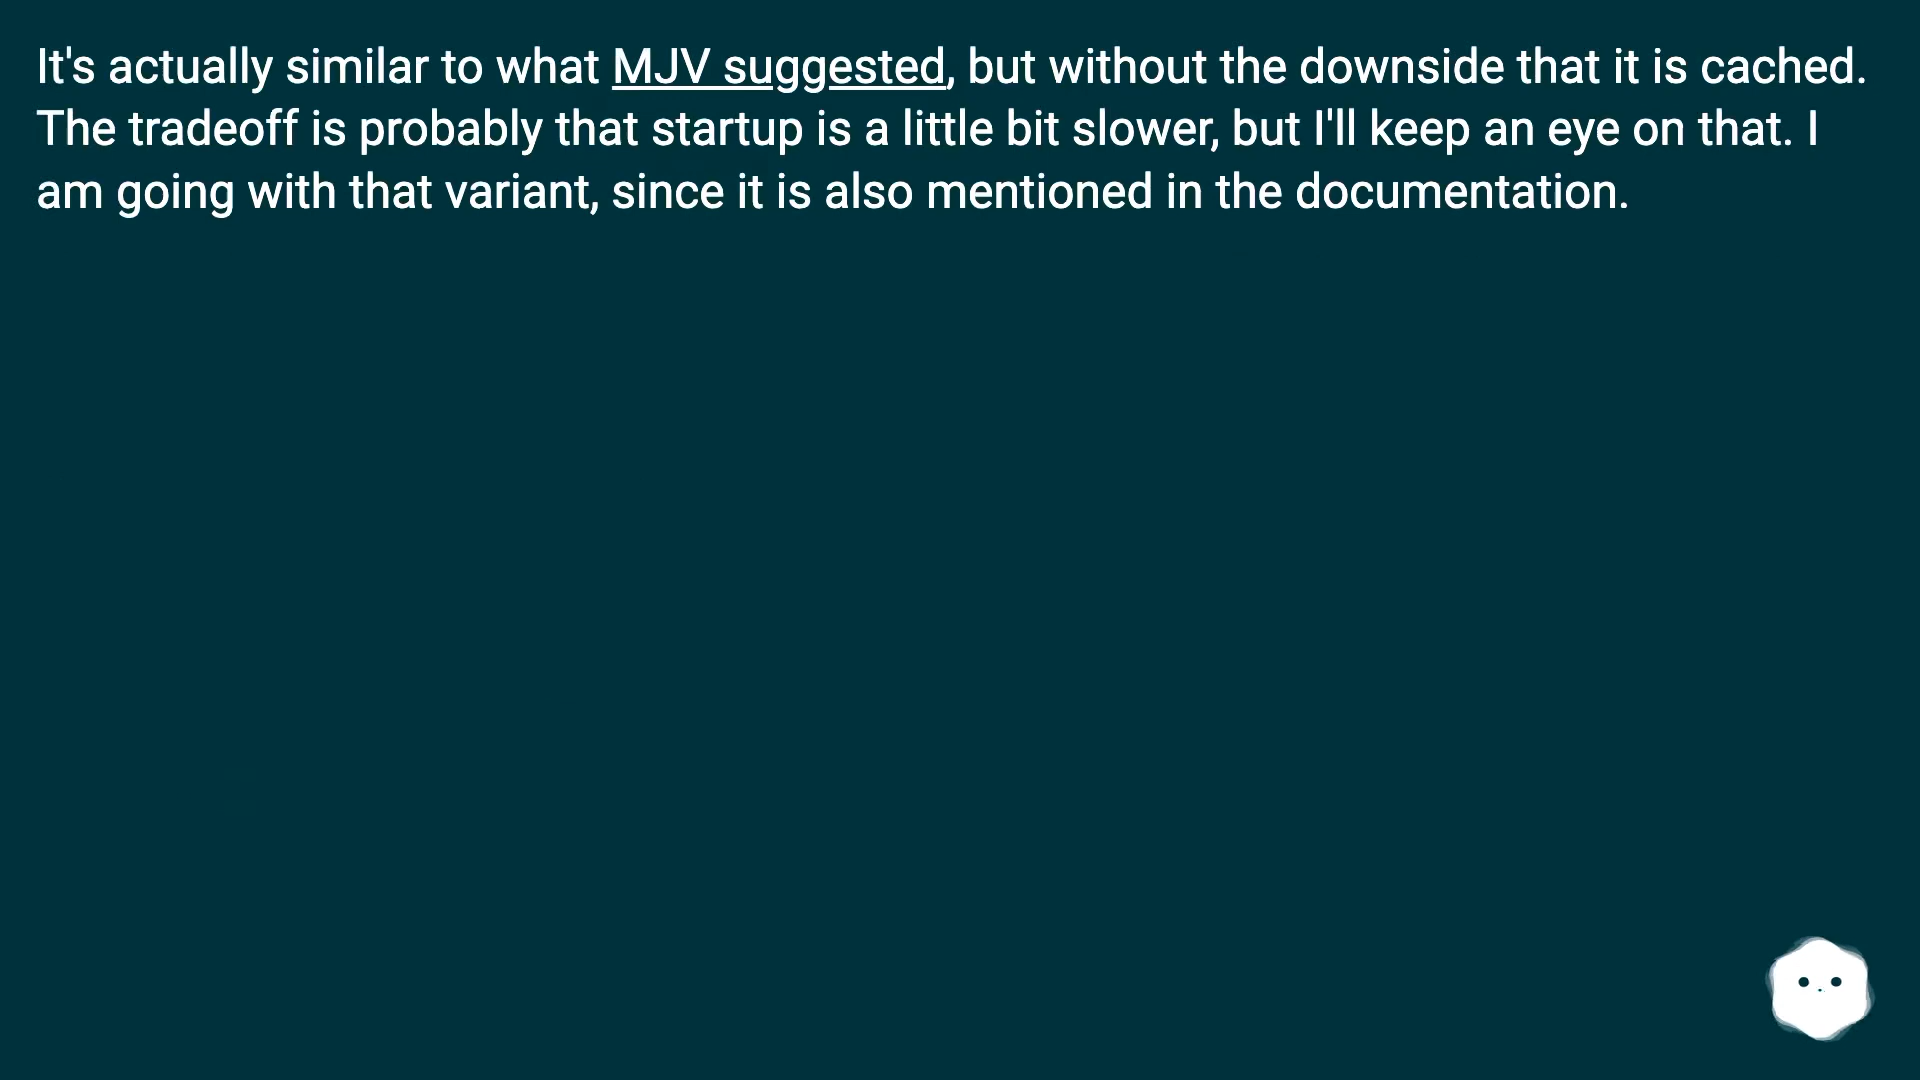 It's actually similar to what MJV suggested, but without the downside that it is cached.
The tradeoff is probably that startup is a little bit slower, but I'll keep an eye on that. I
am going with that variant, since it is also mentioned in the documentation.